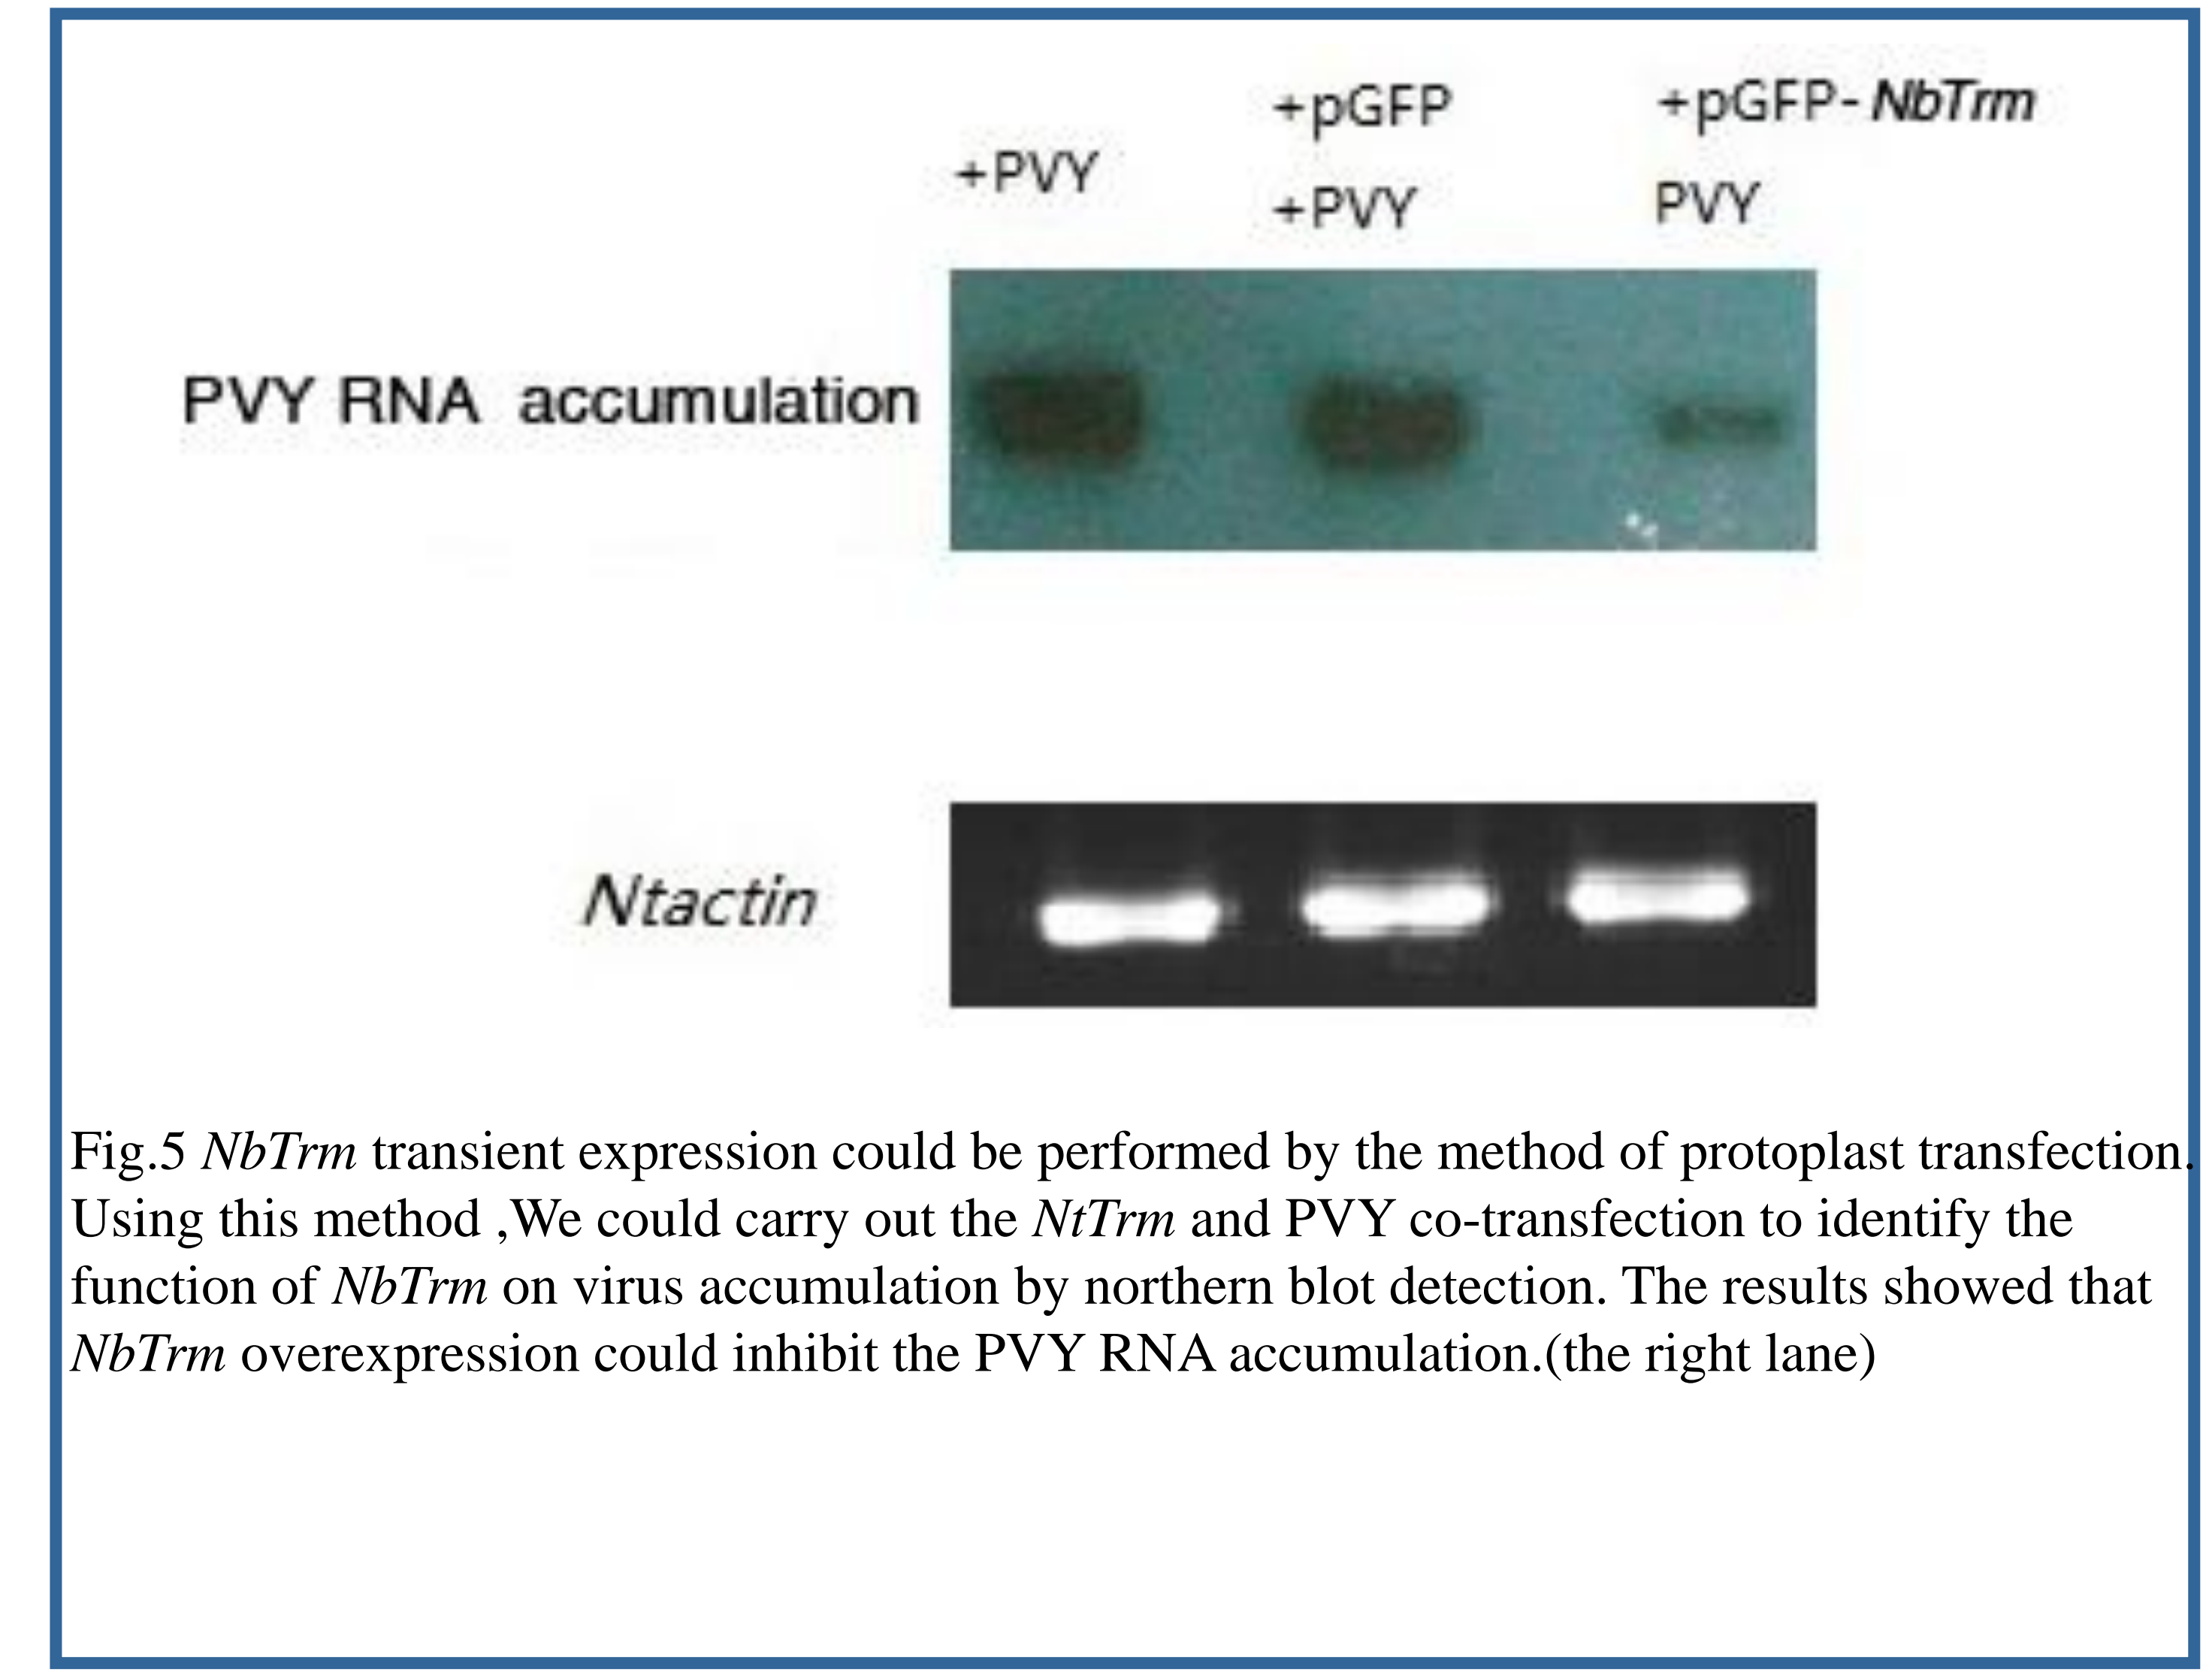 +pGFP +pGFP-NbTrm
+PVY
+PVY PVY
PVY RNA accumulation
Ntactin
Fig.5 NbTrm transient expression could be performed by the method of protoplast transfection.
Using this method ,We could carry out the NtTrm and PVY co-transfection to identify the
function of NbTrm on virus accumulation by northern blot detection. The results showed that
NbTrm overexpression could inhibit the PVY RNA accumulation.(the right lane)